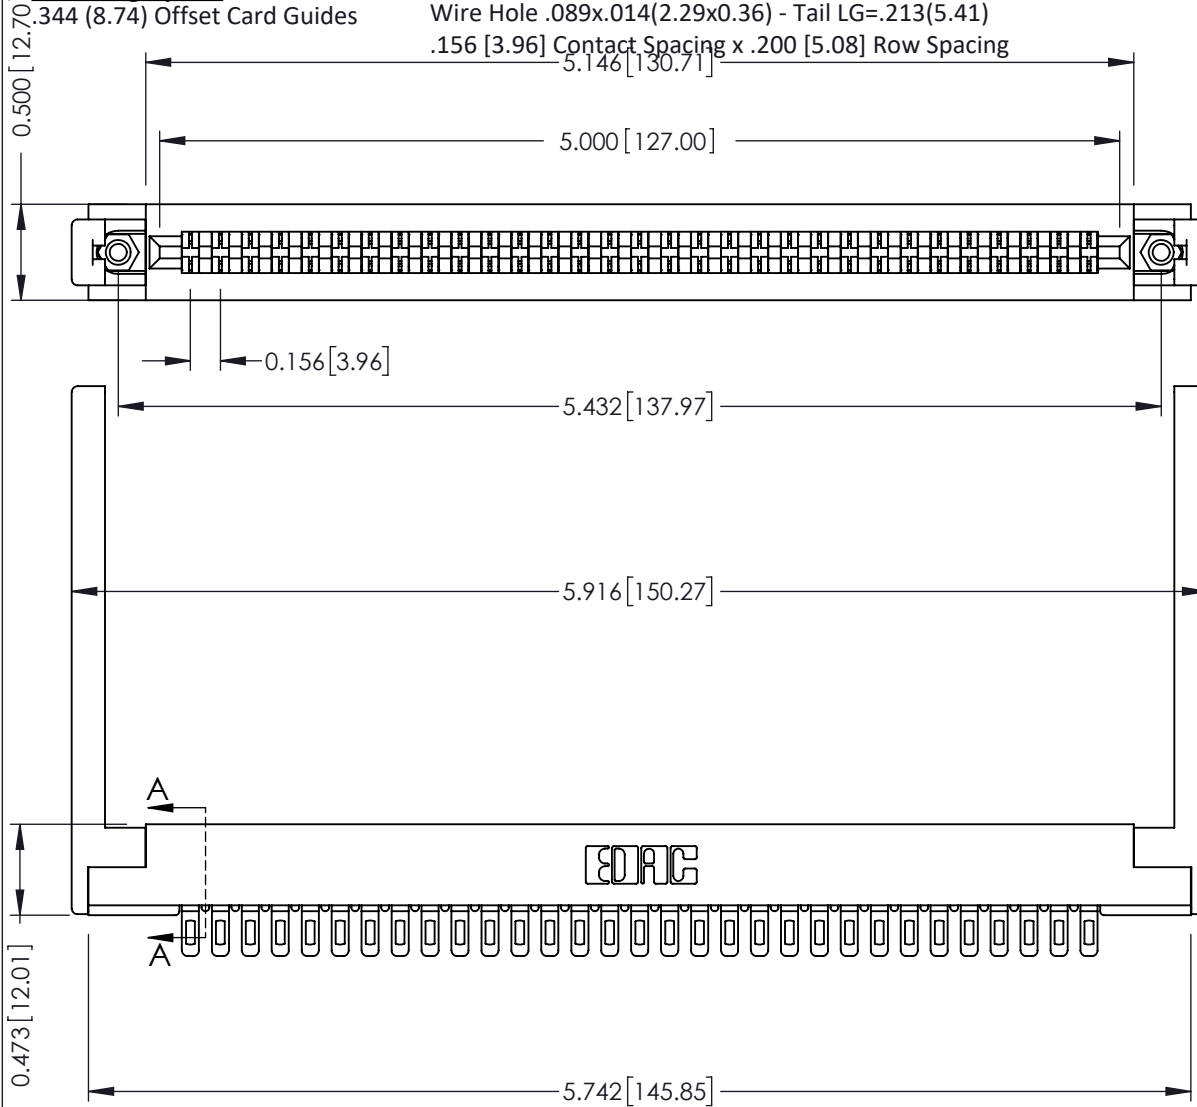 .344 (8.74) Offset Card Guides
Wire Hole .089x.014(2.29x0.36) - Tail LG=.213(5.41)
.156 [3.96] Contact Spacing x .200 [5.08] Row Spacing
0.500 [12.70
5.146 [130.71]
5.000 [127.00]
0.156 [3.96]
5.432 [137.97]
5.916 [150.27]
A
EDAC
A
0.473 [12.01]
5.742 [145.85]